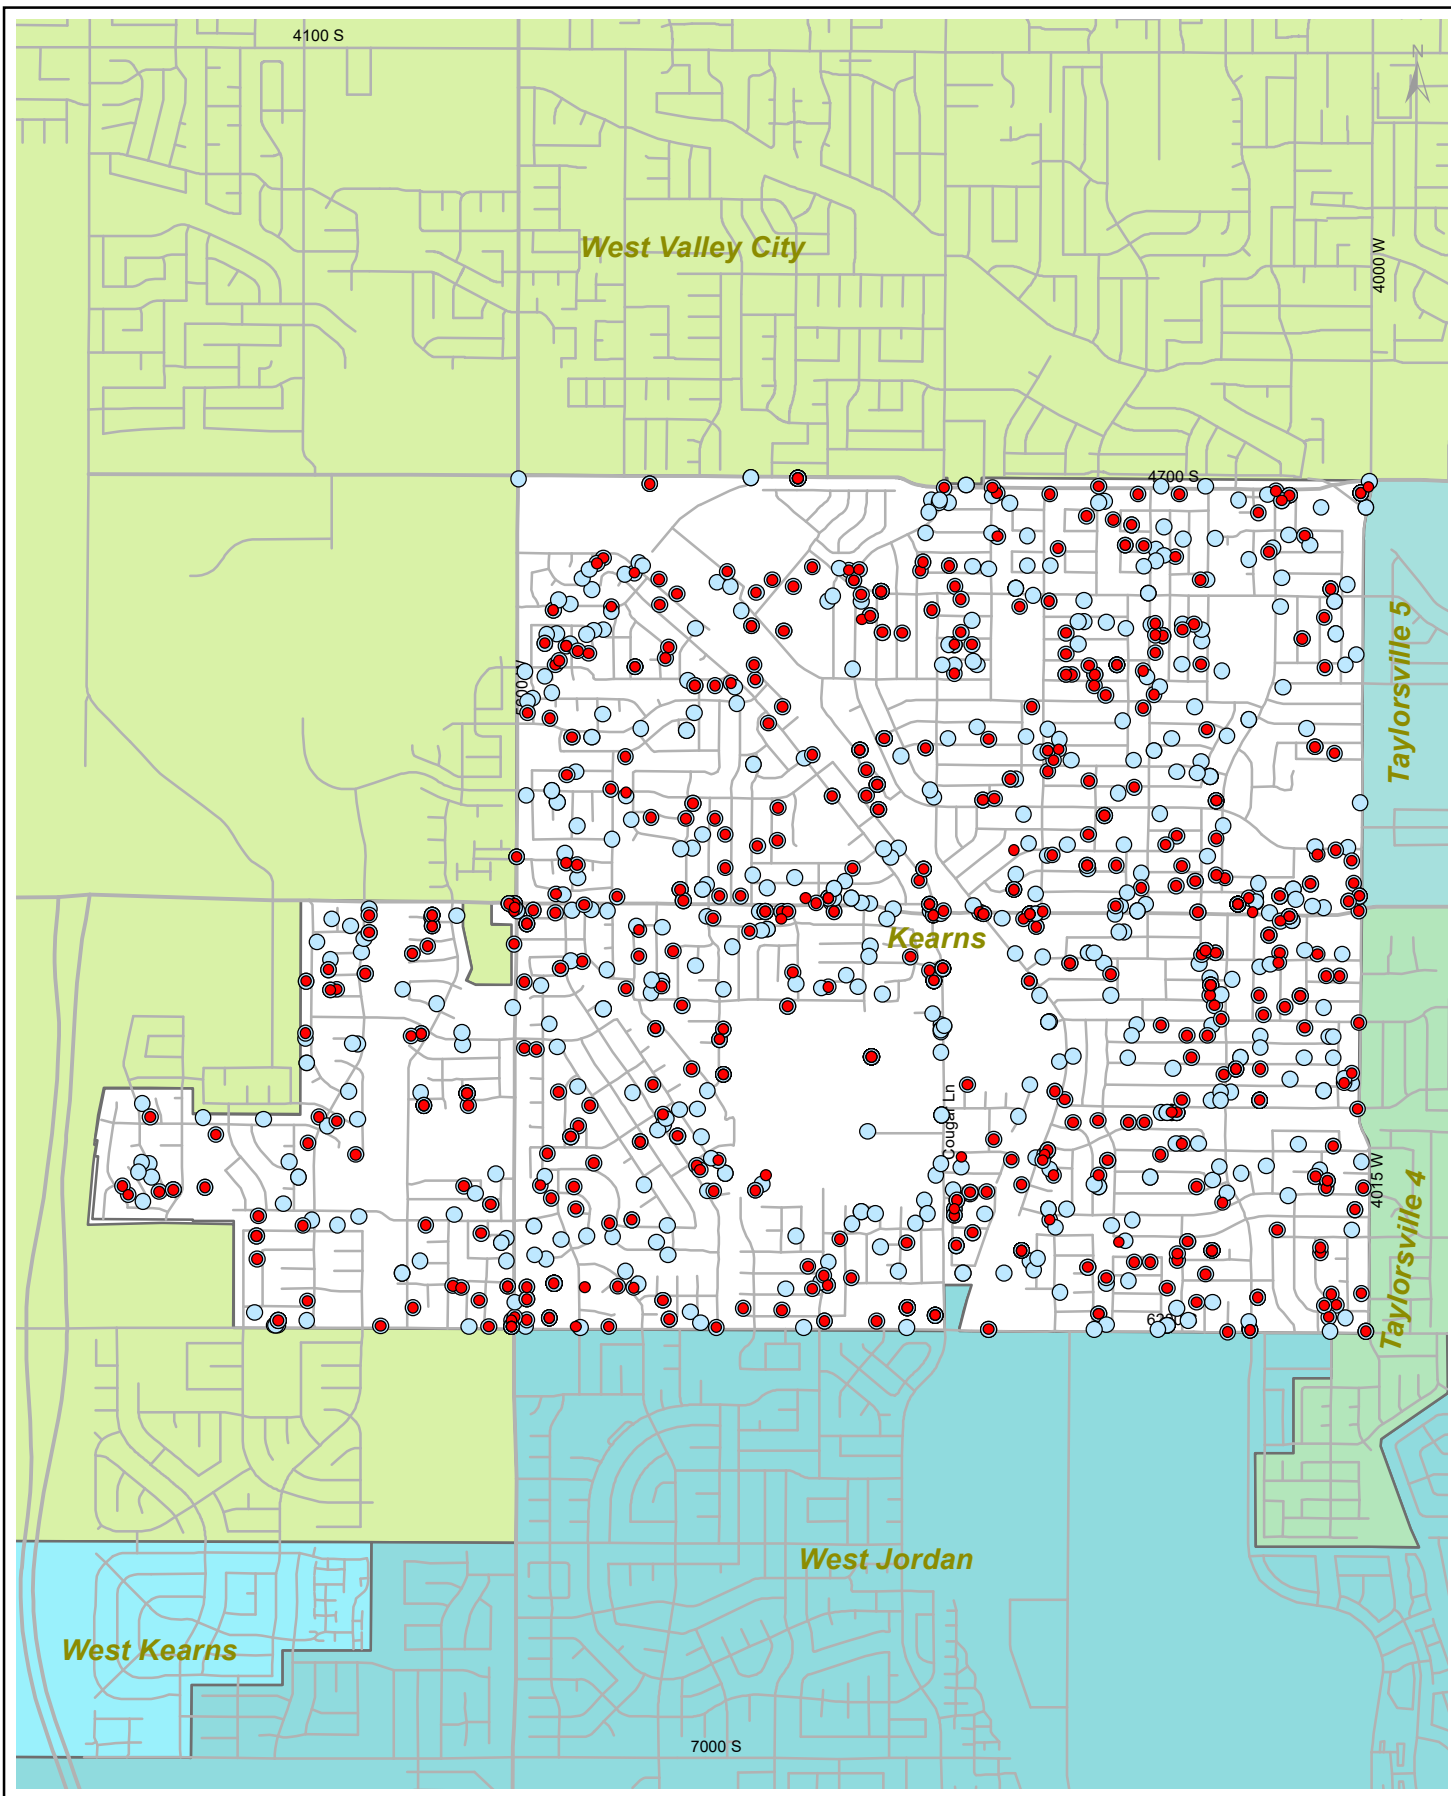 4100 S
N
West Valley City
4000 W
4700 S
Taylorsville 5
Kearns
Cougar Ln
4015 W
Taylorsville 4
West Jordan
West Kearns
7000 S